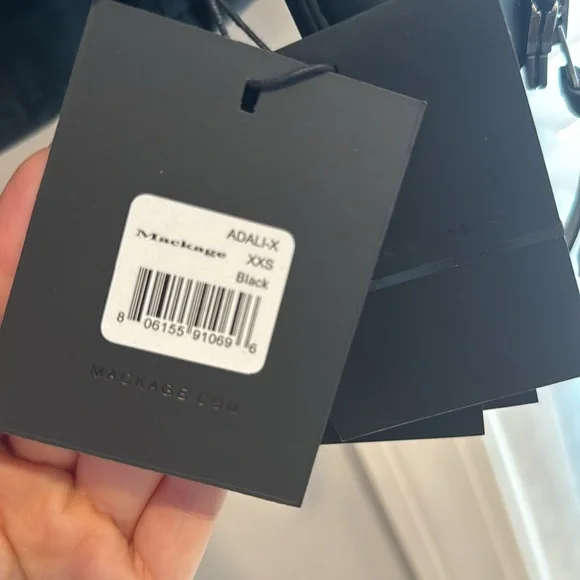 Mackage
ADALI-X
XXS
Black
8 06155 91069 6
MACKAGE.COM